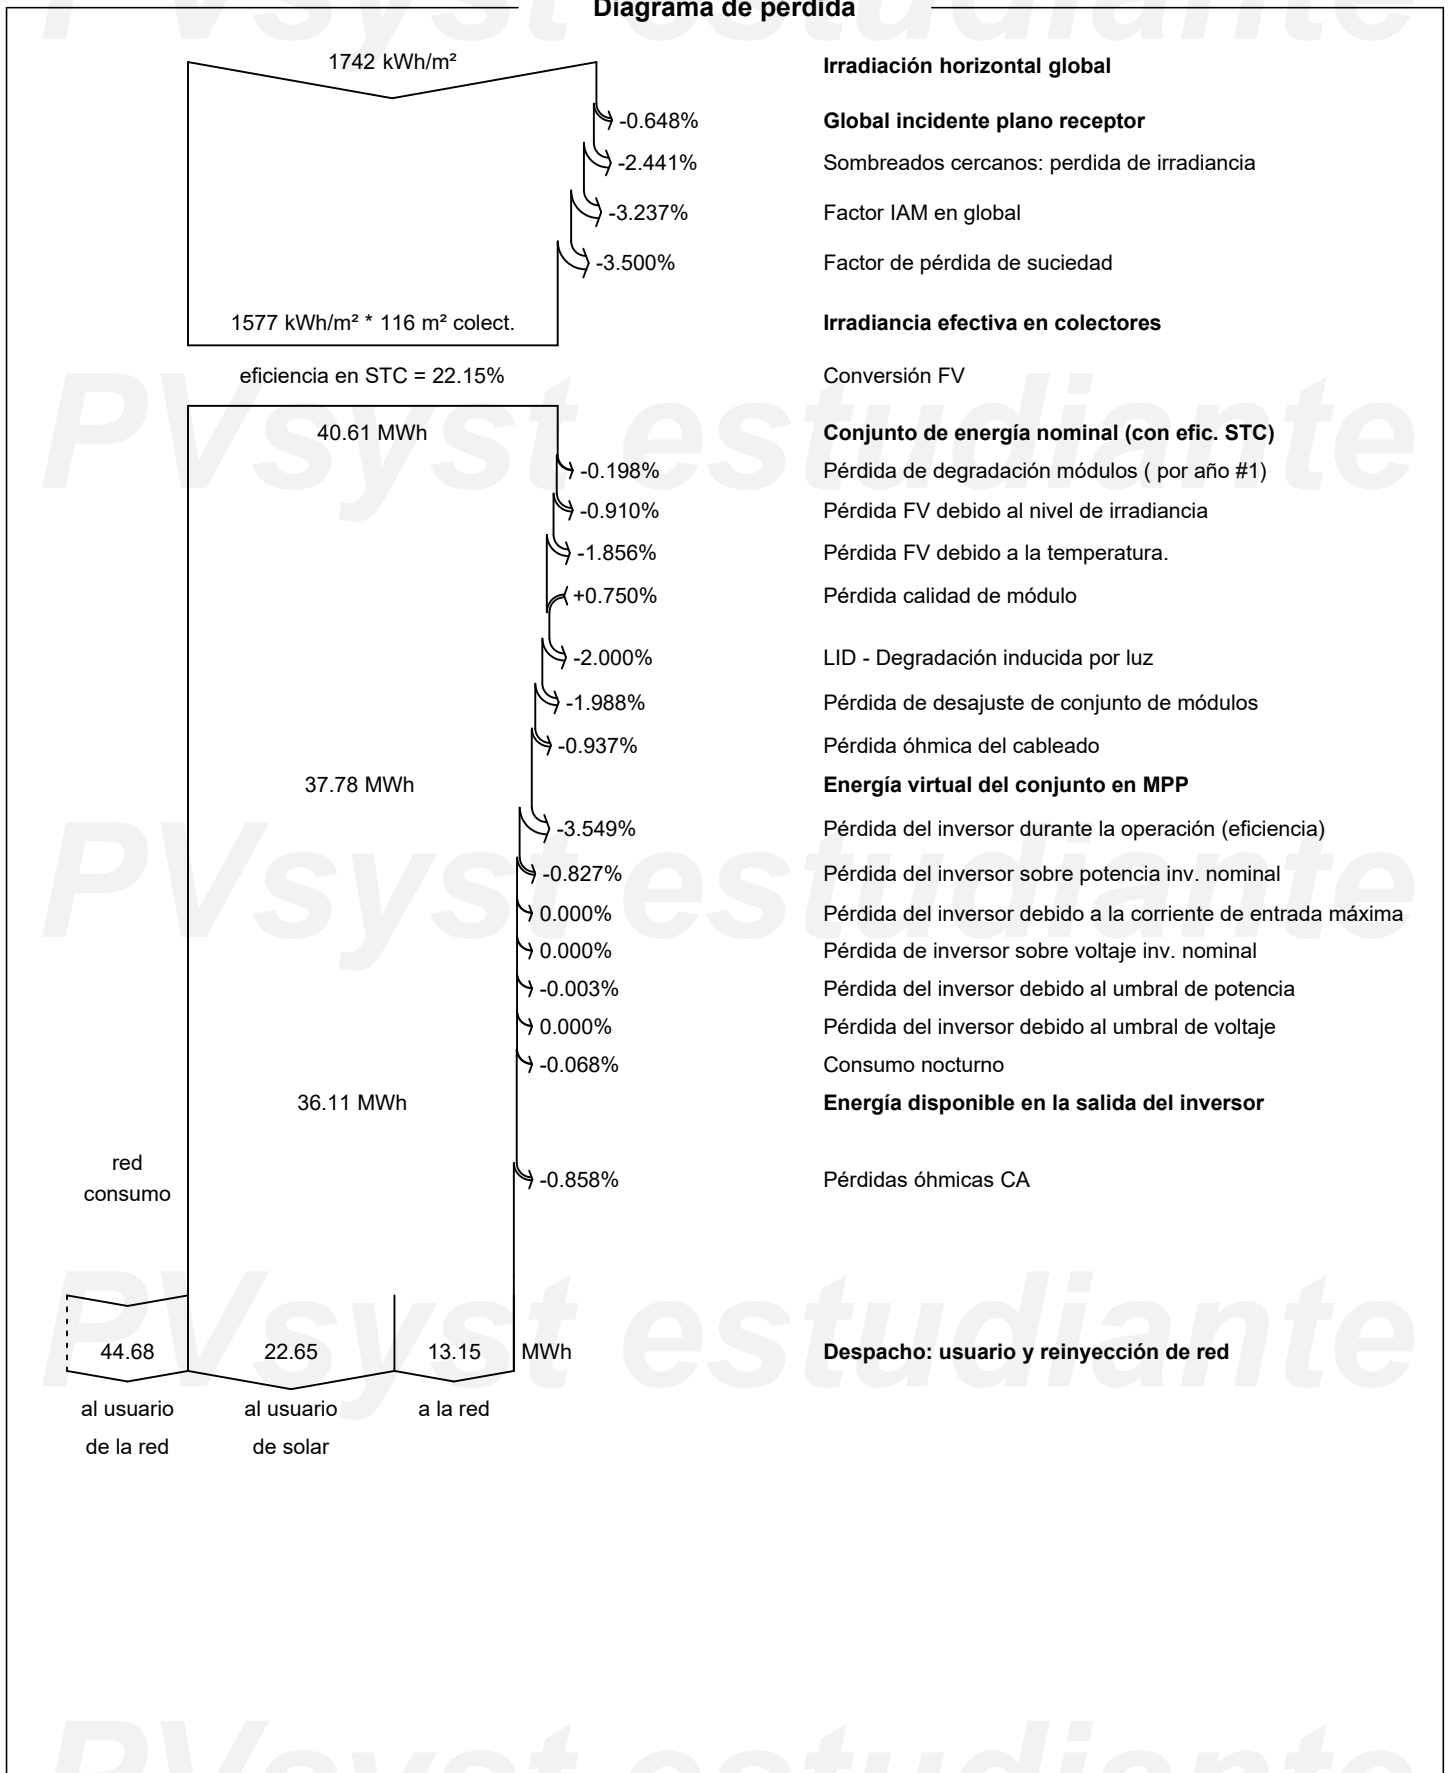 Diagrama de pérdida
1742 kWh/m²
Irradiación horizontal global
-0.648%
Global incidente plano receptor
-2.441%
Sombreados cercanos: perdida de irradiancia
-3.237%
Factor IAM en global
-3.500%
Factor de pérdida de suciedad
1577 kWh/m² * 116 m² colect.
Irradiancia efectiva en colectores
eficiencia en STC = 22.15%
Conversión FV
PVsyst estudiante
40.61 MWh
Conjunto de energía nominal (con efic. STC)
-0.198%
Pérdida de degradación módulos ( por año #1)
-0.910%
Pérdida FV debido al nivel de irradiancia
-1.856%
Pérdida FV debido a la temperatura.
+0.750%
Pérdida calidad de módulo
-2.000%
LID - Degradación inducida por luz
-1.988%
Pérdida de desajuste de conjunto de módulos
-0.937%
Pérdida óhmica del cableado
37.78 MWh
Energía virtual del conjunto en MPP
-3.549%
Pérdida del inversor durante la operación (eficiencia)
PVsyst estudiante
-0.827%
Pérdida del inversor sobre potencia inv. nominal
0.000%
Pérdida del inversor debido a la corriente de entrada máxima
0.000%
Pérdida de inversor sobre voltaje inv. nominal
-0.003%
Pérdida del inversor debido al umbral de potencia
0.000%
Pérdida del inversor debido al umbral de voltaje
-0.068%
Consumo nocturno
36.11 MWh
Energía disponible en la salida del inversor
red
consumo
-0.858%
Pérdidas óhmicas CA
PVsyst estudiante
44.68
22.65
13.15
MWh
Despacho: usuario y reinyección de red
al usuario
de la red
al usuario
de solar
a la red
PVsyst estudiante